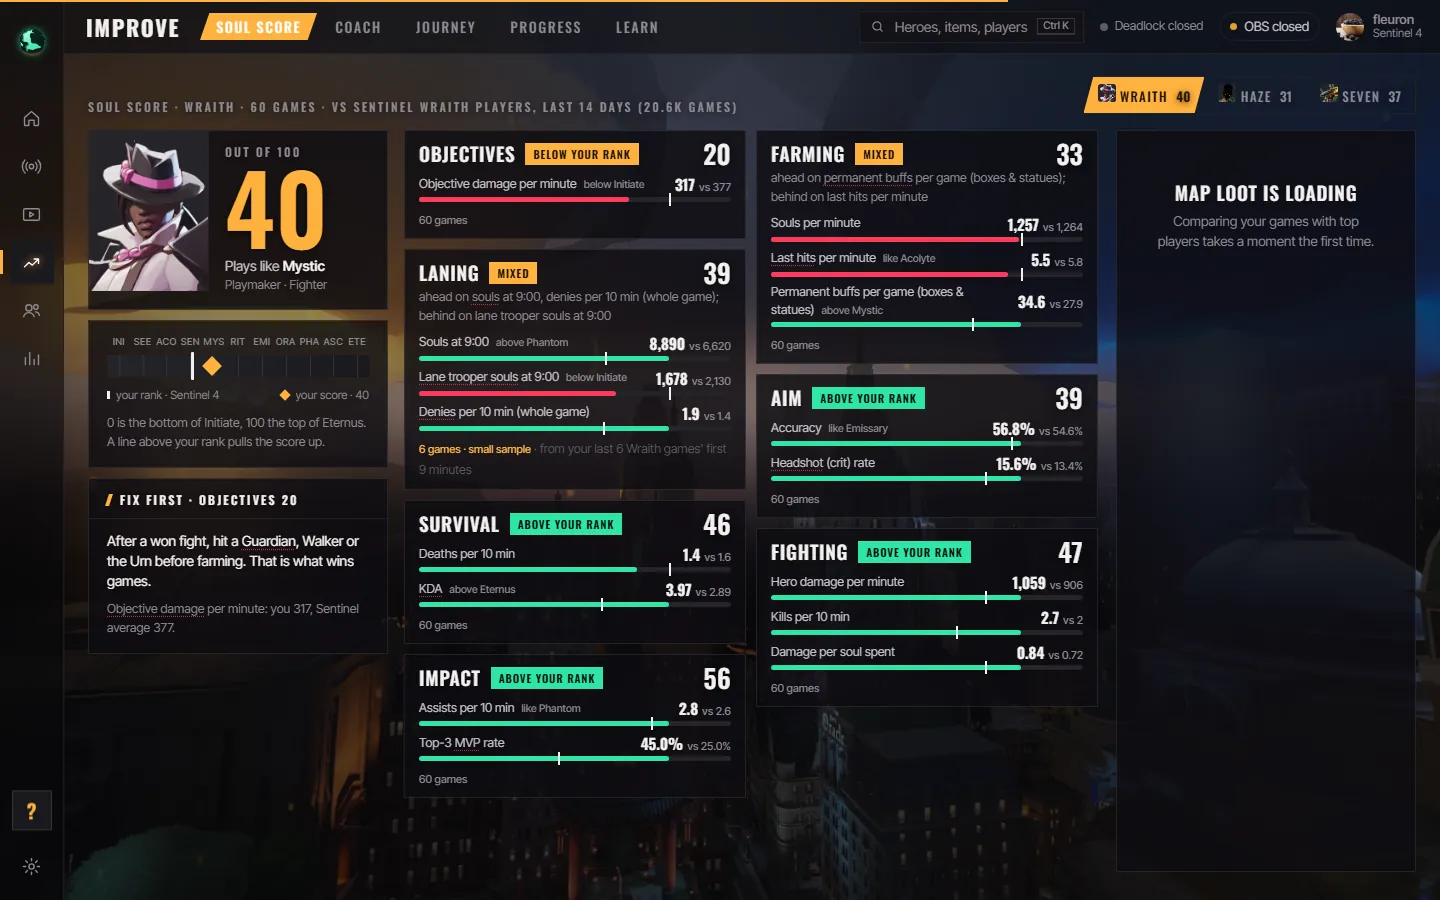 IMPROVE
SOUL SCORE
COACH
JOURNEY
PROGRESS
LEARN
Heroes, items, players
Ctrl K
Deadlock closed
OBS closed
fleuron
Sentinel 4
SOUL SCORE · WRAITH · 60 GAMES · VS SENTINEL WRAITH PLAYERS, LAST 14 DAYS (20.6K GAMES)
WRAITH 40
HAZE 31
SEVEN 37
OUT OF 100
40
Plays like Mystic
Playmaker · Fighter
INI SEE ACO SEN MYS RIT EMI ORA PHA ASC ETE
your rank · Sentinel 4
your score · 40
0 is the bottom of Initiate, 100 the top of Eternus.
A line above your rank pulls the score up.
FIX FIRST · OBJECTIVES 20
After a won fight, hit a Guardian, Walker or
the Urn before farming. That is what wins
games.
Objective damage per minute: you 317, Sentinel
average 377.
OBJECTIVES
BELOW YOUR RANK
20
Objective damage per minute below Initiate 317 vs 377
60 games
LANING
MIXED
39
ahead on souls at 9:00, denies per 10 min (whole game);
behind on lane trooper souls at 9:00
Souls at 9:00 above Phantom 8,890 vs 6,620
Lane trooper souls at 9:00 below Initiate 1,678 vs 2,130
Denies per 10 min (whole game) 1.9 vs 1.4
6 games · small sample · from your last 6 Wraith games' first
9 minutes
SURVIVAL
ABOVE YOUR RANK
46
Deaths per 10 min 1.4 vs 1.6
KDA above Eternus 3.97 vs 2.89
60 games
IMPACT
ABOVE YOUR RANK
56
Assists per 10 min like Phantom 2.8 vs 2.6
Top-3 MVP rate 45.0% vs 25.0%
60 games
FARMING
MIXED
33
ahead on permanent buffs per game (boxes & statues);
behind on last hits per minute
Souls per minute 1,257 vs 1,264
Last hits per minute like Acolyte 5.5 vs 5.8
Permanent buffs per game (boxes &
statues) above Mystic 34.6 vs 27.9
60 games
AIM
ABOVE YOUR RANK
39
Accuracy like Emissary 56.8% vs 54.6%
Headshot (crit) rate 15.6% vs 13.4%
60 games
FIGHTING
ABOVE YOUR RANK
47
Hero damage per minute 1,059 vs 906
Kills per 10 min 2.7 vs 2
Damage per soul spent 0.84 vs 0.72
60 games
MAP LOOT IS LOADING
Comparing your games with top
players takes a moment the first time.
?